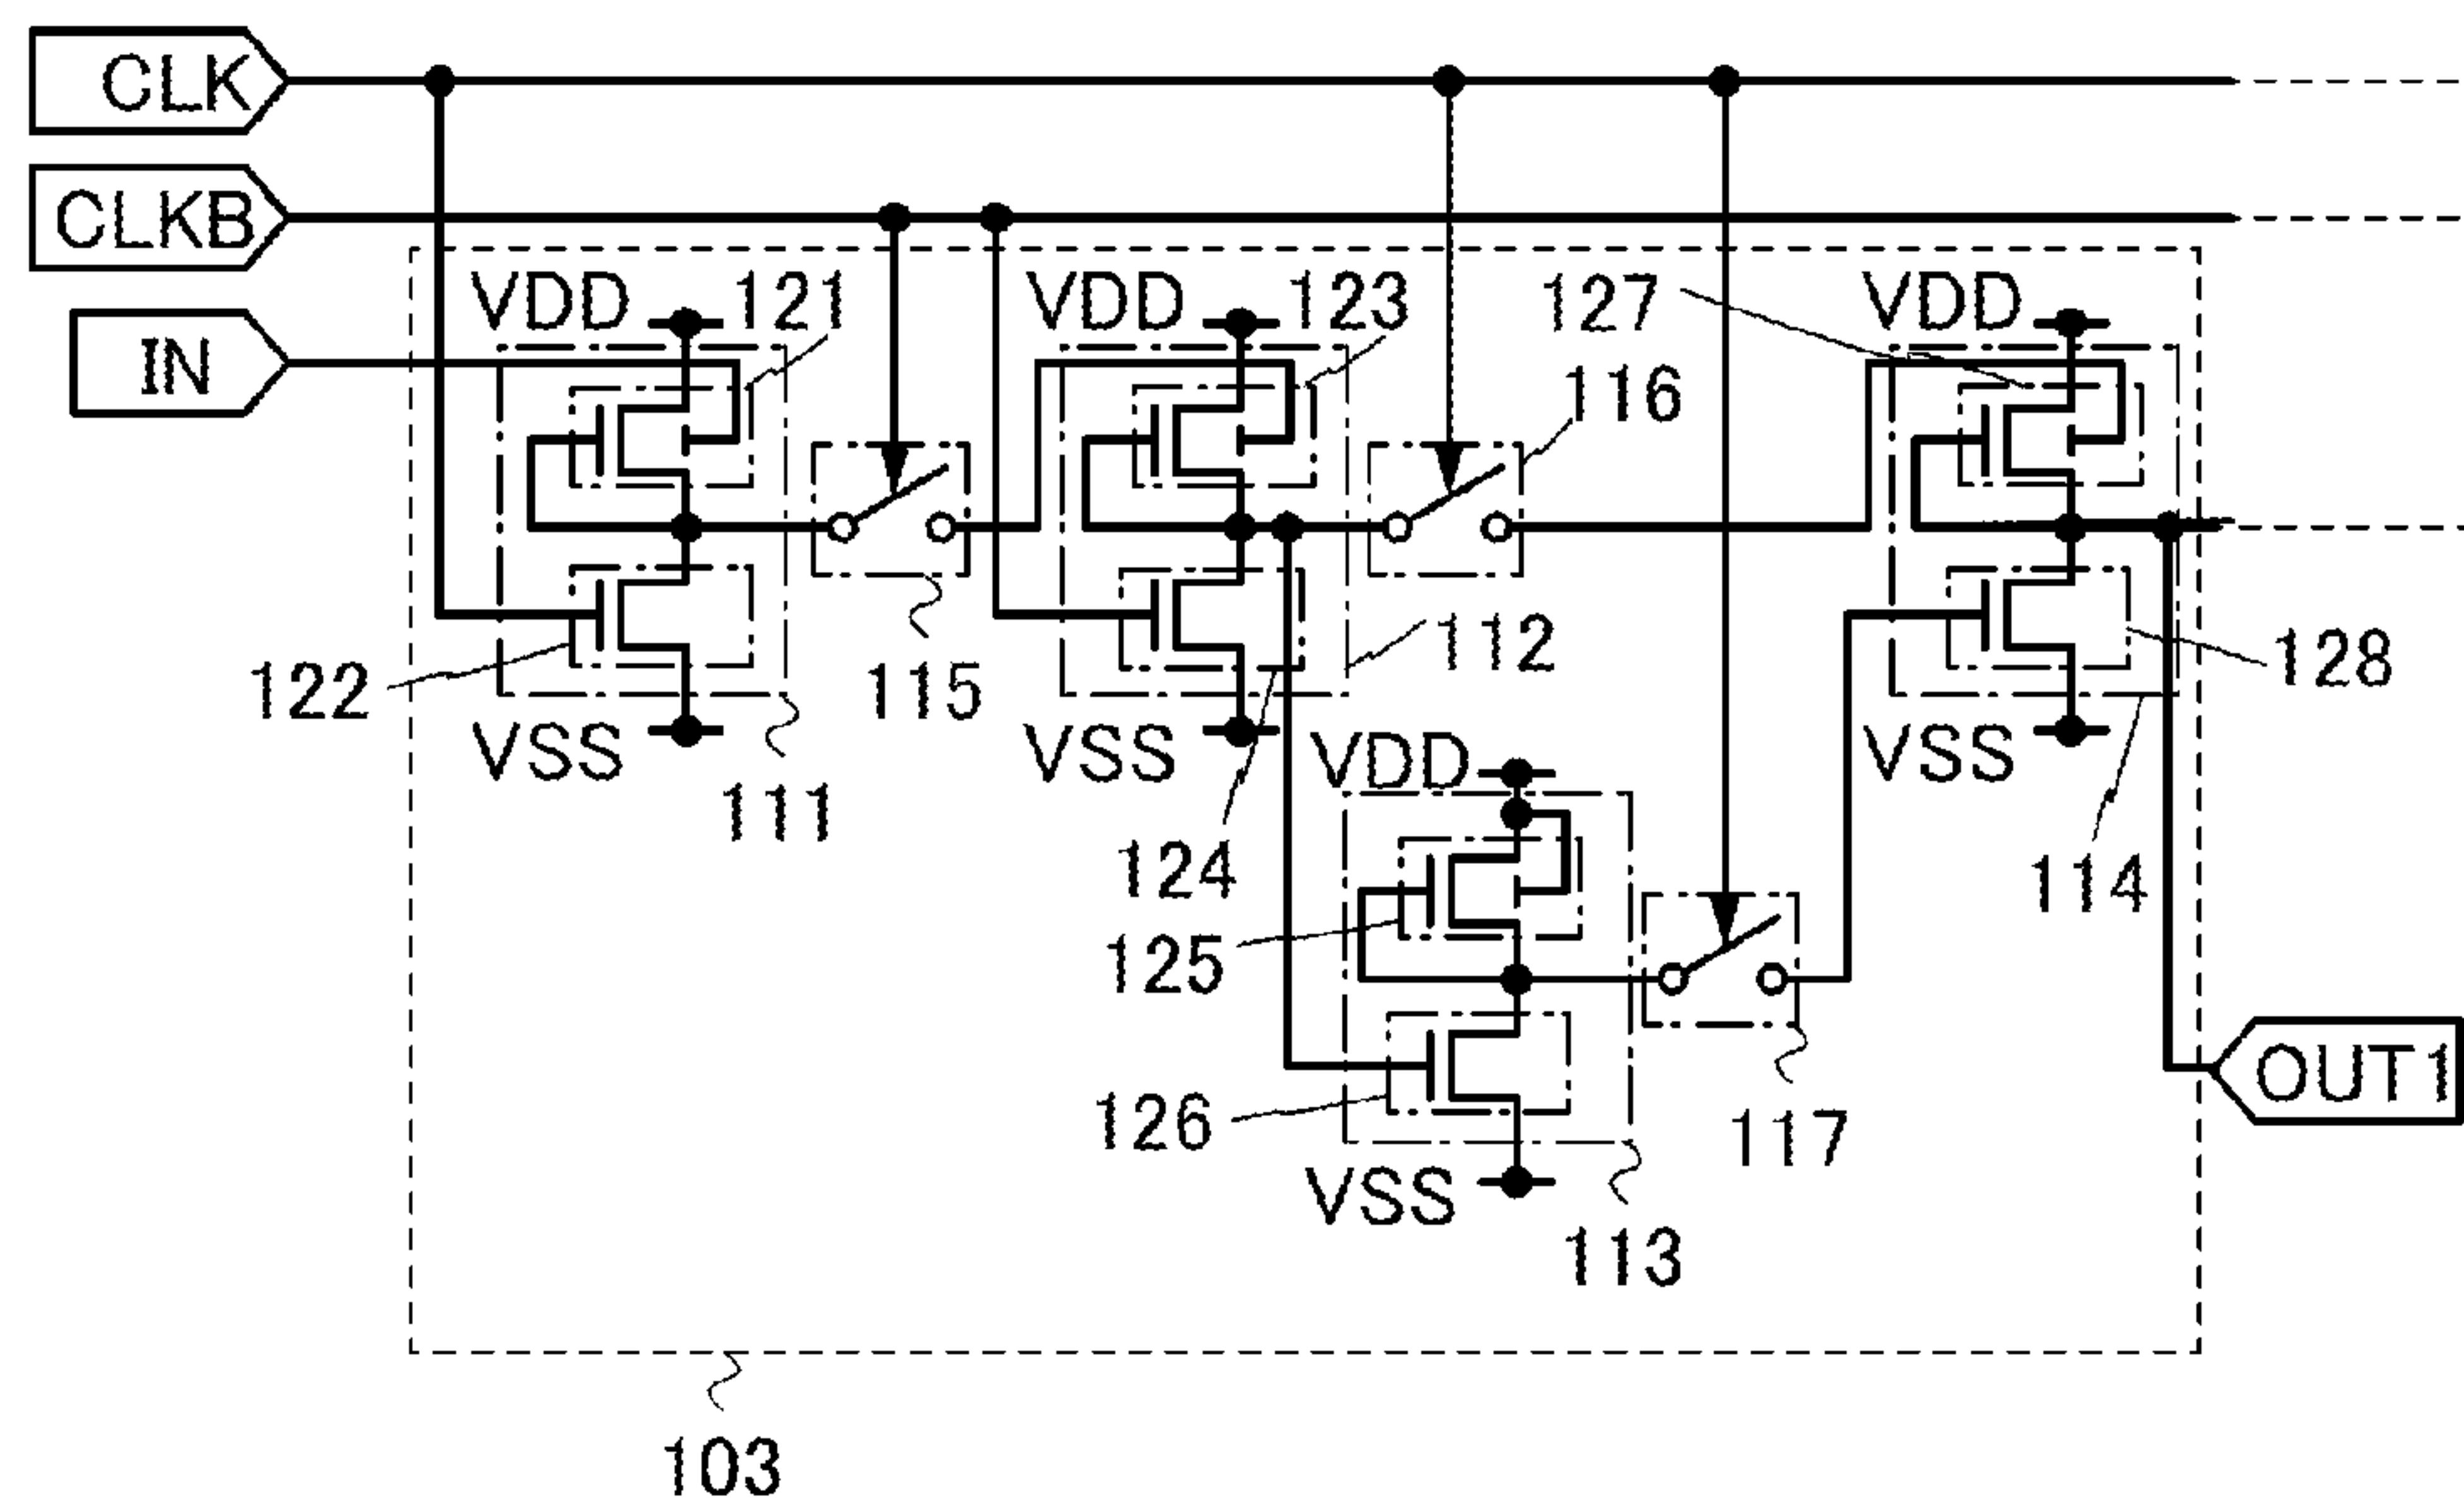 CLK
CLKB
IN
VDD 121 VDD 123 127 VDD
116
122 115 112 128
VSS 111 VSS VDD VSS
124 114
125
126 117
VSS 113
OUT1
103